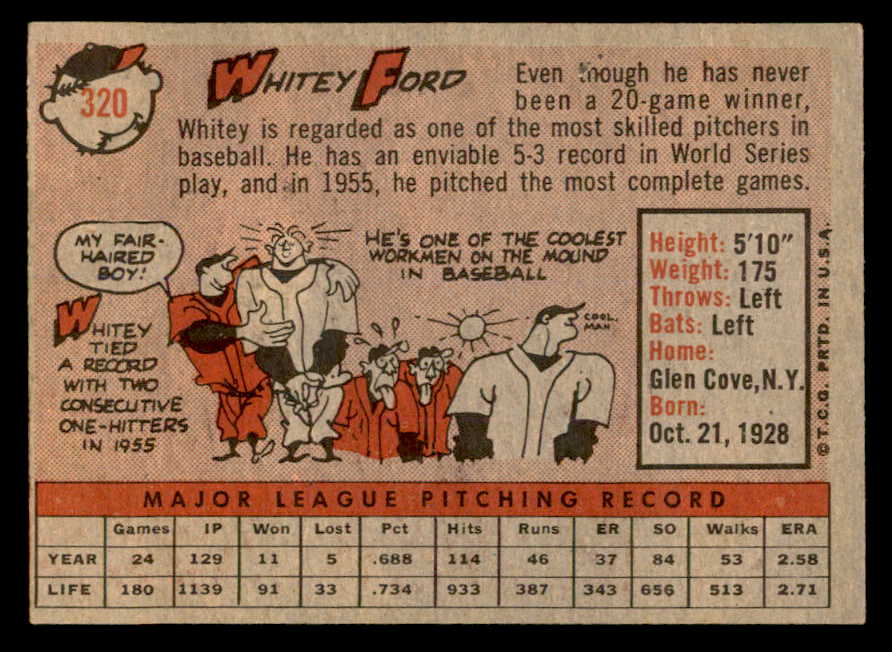 320
WHITEY FORD
Even though he has never
been a 20-game winner,
Whitey is regarded as one of the most skilled pitchers in
baseball. He has an enviable 5-3 record in World Series
play, and in 1955, he pitched the most complete games.
MY FAIR-
HAIRED
BOY!
WHITEY
TIED
A RECORD
WITH TWO
CONSECUTIVE
ONE-HITTERS
IN 1955
HE'S ONE OF THE COOLEST
WORKMEN ON THE MOUND
IN BASEBALL
COOL,
MAN
Height: 5'10"
Weight: 175
Throws: Left
Bats: Left
Home:
Glen Cove, N.Y.
Born:
Oct. 21, 1928
©T.C.G. PRTD. IN U.S.A.
MAJOR LEAGUE PITCHING RECORD
Games IP Won Lost Pct Hits Runs ER SO Walks ERA
YEAR 24 129 11 5 .688 114 46 37 84 53 2.58
LIFE 180 1139 91 33 .734 933 387 343 656 513 2.71